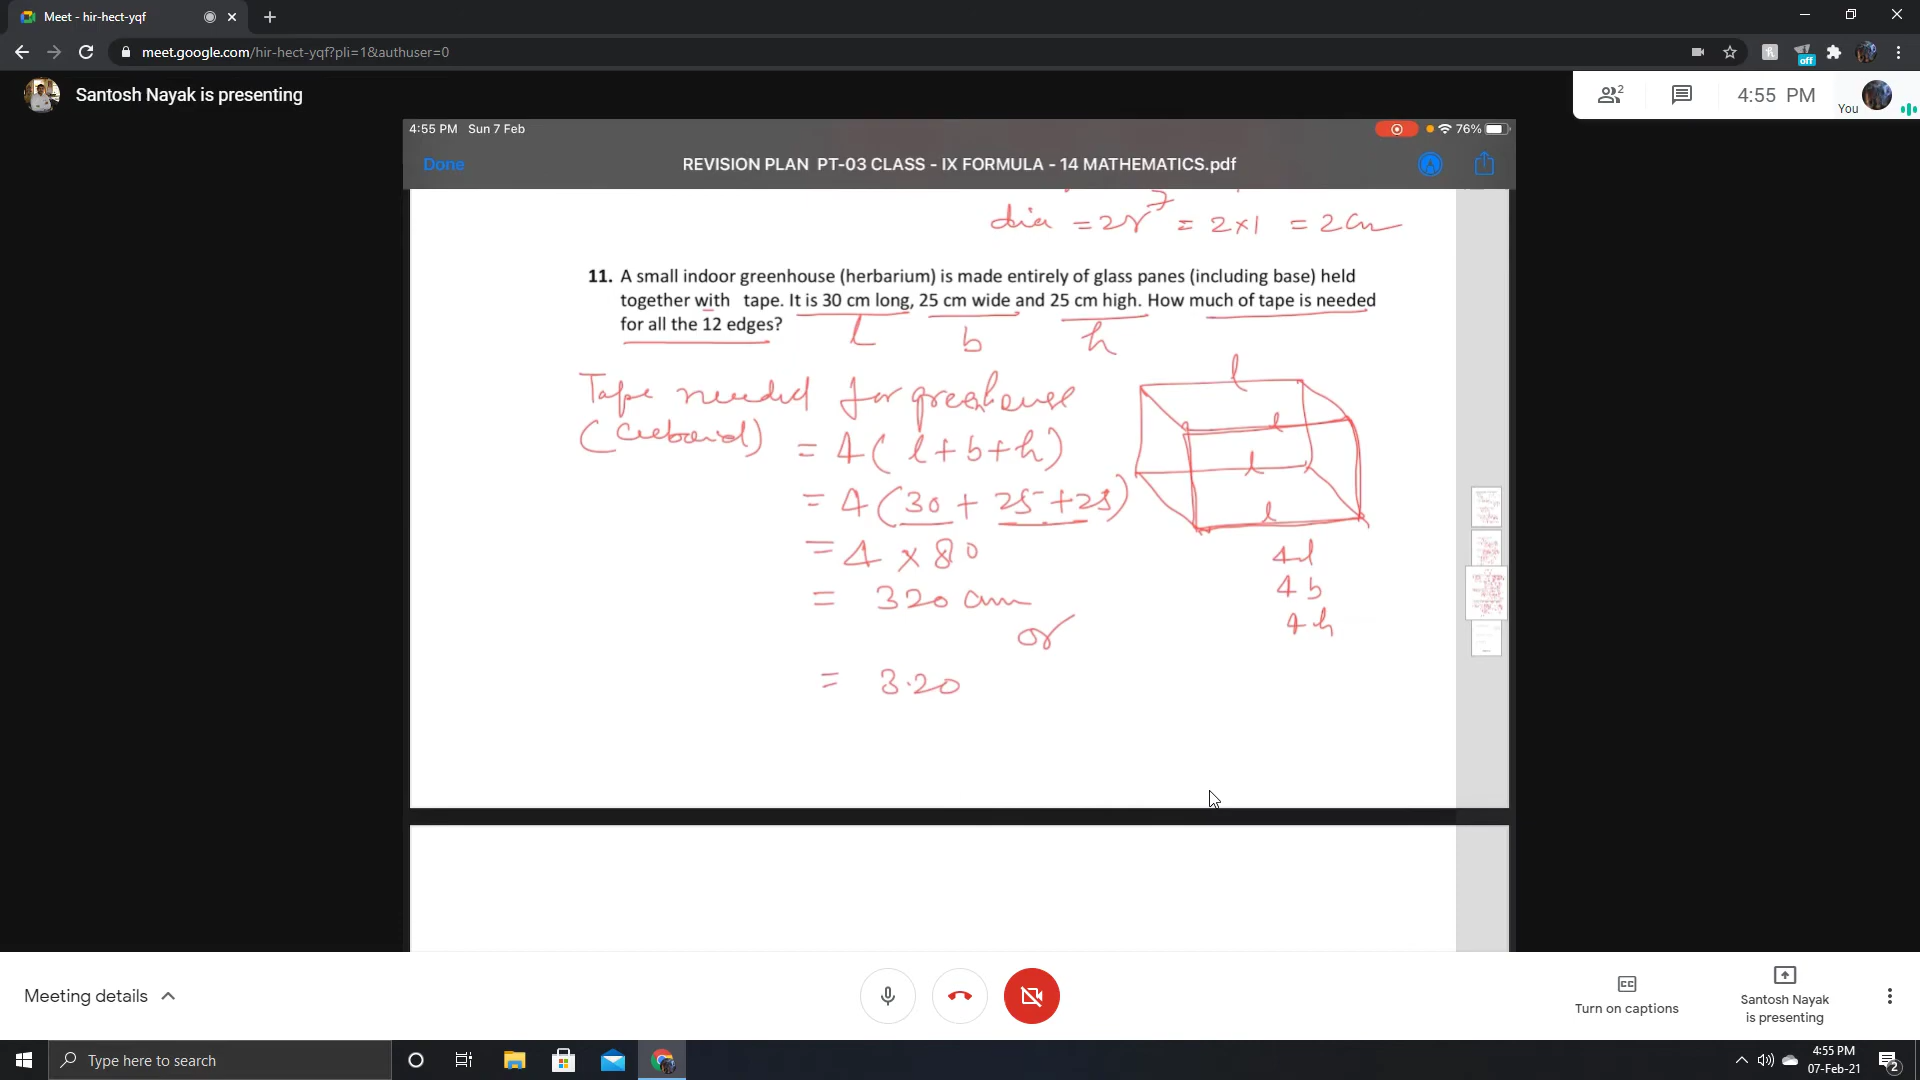 Meet - hir-hect-yqf
meet.google.com/hir-hect-yqf?pli=1&authuser=0
off
Santosh Nayak is presenting
2
4:55 PM
You
4:55 PM Sun 7 Feb
76%
Done
REVISION PLAN PT-03 CLASS - IX FORMULA - 14 MATHEMATICS.pdf
7
dia = 2r = 2×1 = 2cm
11. A small indoor greenhouse (herbarium) is made entirely of glass panes (including base) held
together with tape. It is 30 cm long, 25 cm wide and 25 cm high. How much of tape is needed
for all the 12 edges?
l b h
Tape needed for greenhouse
(cuboid)
= 4(l+b+h)
= 4(30+25+25)
= 4×80
= 320 cm
or
= 3.20
l
l
l
l
4l
4b
4h
Meeting details
CC
Turn on captions
Santosh Nayak
is presenting
Type here to search
4:55 PM
07-Feb-21
2